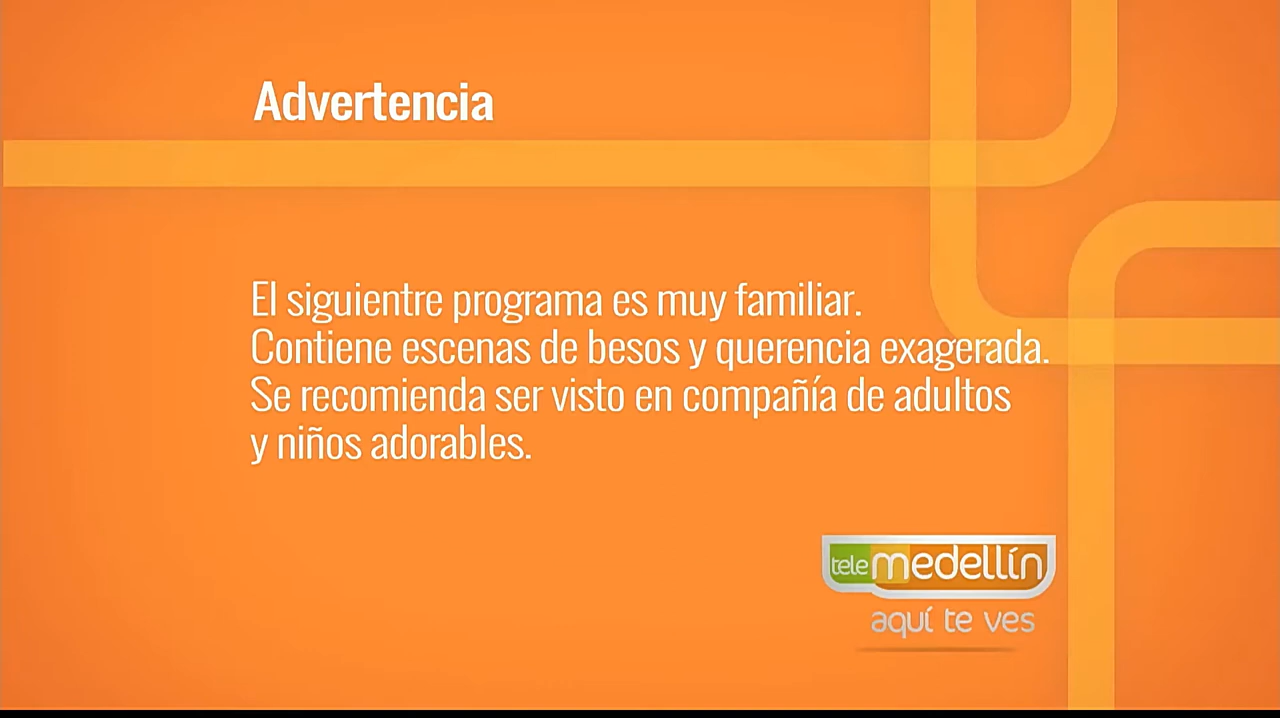 Advertencia
El siguientre programa es muy familiar.
Contiene escenas de besos y querencia exagerada.
Se recomienda ser visto en compañía de adultos
y niños adorables.
tele medellín
aquí te ves